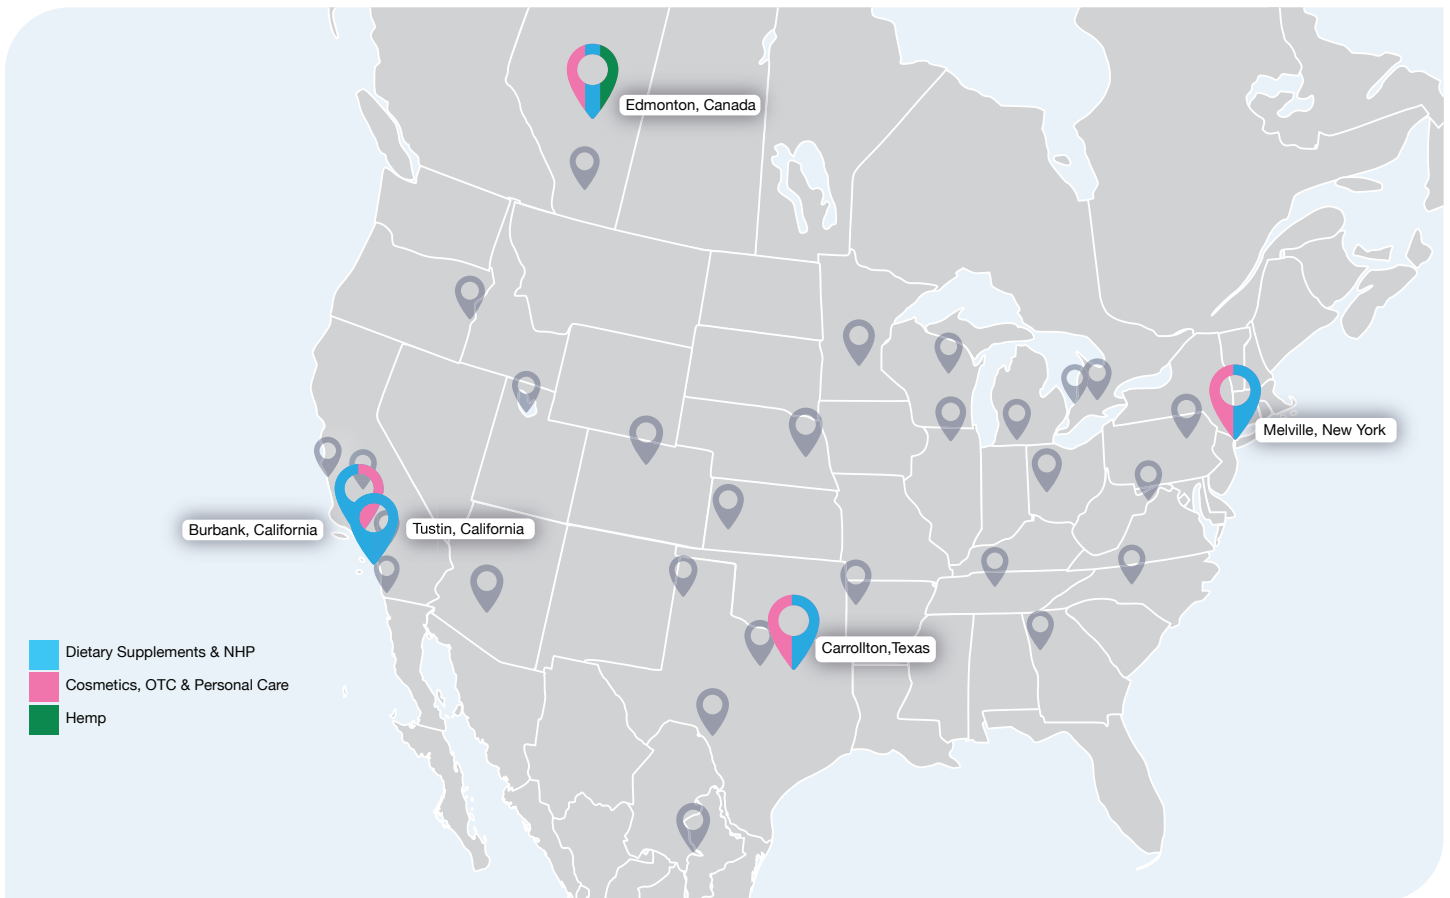 Edmonton, Canada
Melville, New York
Burbank, California
Tustin, California
Carrollton,Texas
Dietary Supplements & NHP
Cosmetics, OTC & Personal Care
Hemp